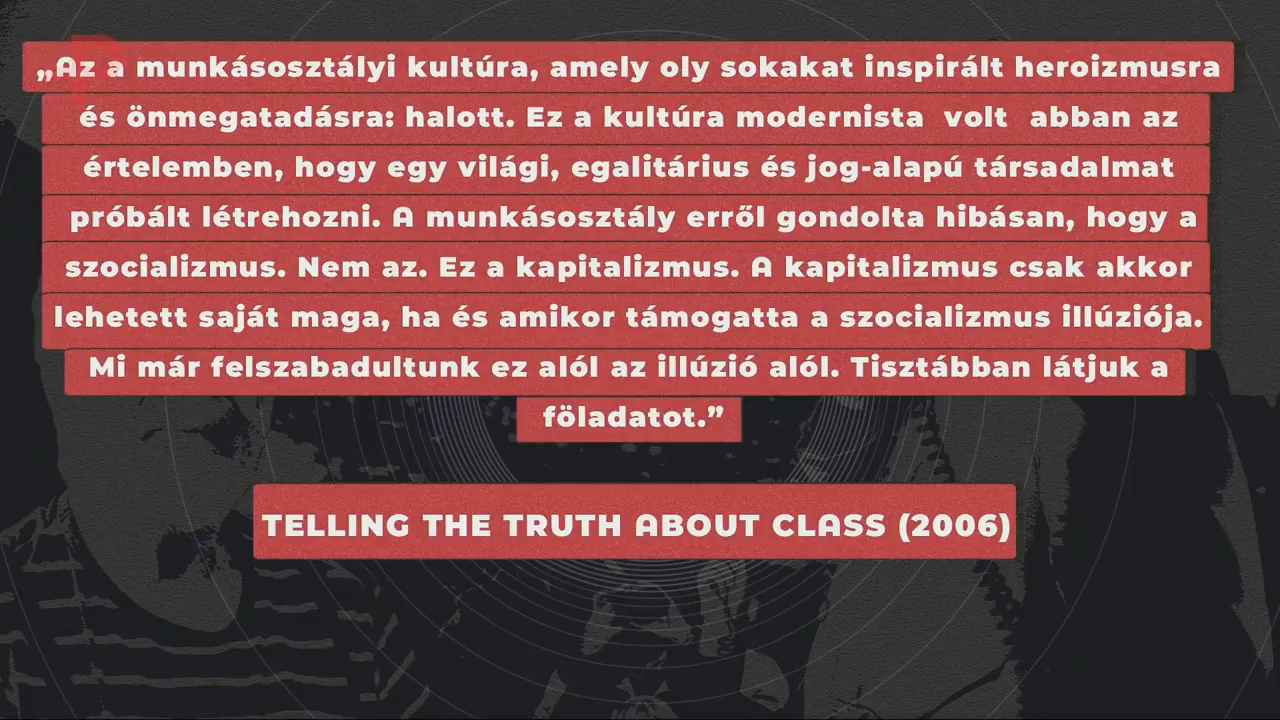 „Az a munkásosztályi kultúra, amely oly sokakat inspirált heroizmusra
és önmegatadásra: halott. Ez a kultúra modernista volt abban az
értelemben, hogy egy világi, egalitárius és jog-alapú társadalmat
próbált létrehozni. A munkásosztály erről gondolta hibásan, hogy a
szocializmus. Nem az. Ez a kapitalizmus. A kapitalizmus csak akkor
lehetett saját maga, ha és amikor támogatta a szocializmus illúziója.
Mi már felszabadultunk ez alól az illúzió alól. Tisztábban látjuk a
föladatot.”
TELLING THE TRUTH ABOUT CLASS (2006)